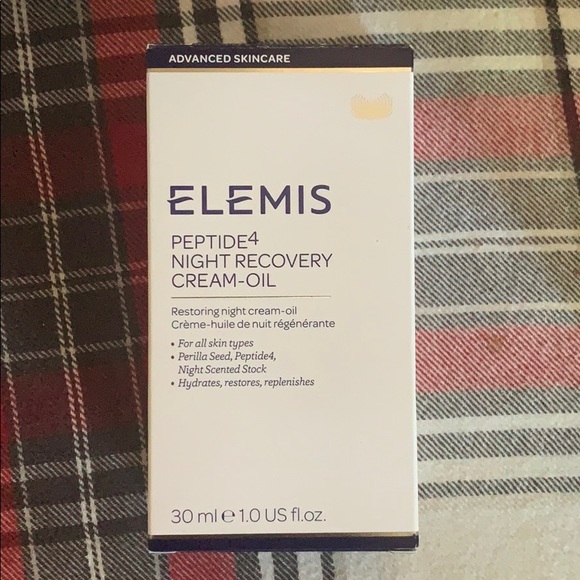 ADVANCED SKINCARE
ELEMIS
PEPTIDE4
NIGHT RECOVERY
CREAM-OIL
Restoring night cream-oil
Crème-huile de nuit régénérante
• For all skin types
• Perilla Seed, Peptide4,
Night Scented Stock
• Hydrates, restores, replenishes
30 ml ℮ 1.0 US fl.oz.